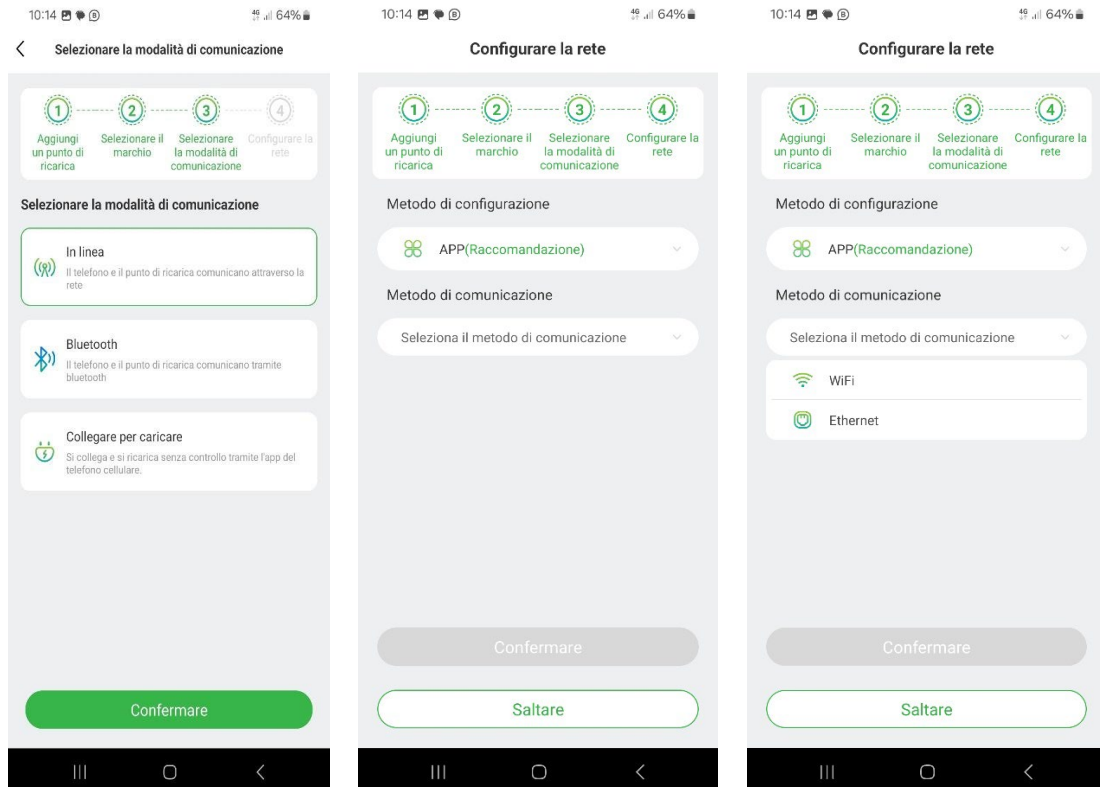 10:14
4G 64%
Selezionare la modalità di comunicazione
1
2
3
4
Aggiungi
un punto di
ricarica
Selezionare il
marchio
Selezionare
la modalità di
comunicazione
Configurare la
rete
Selezionare la modalità di comunicazione
In linea
Il telefono e il punto di ricarica comunicano attraverso la
rete
Bluetooth
Il telefono e il punto di ricarica comunicano tramite
bluetooth
Collegare per caricare
Si collega e si ricarica senza controllo tramite l'app del
telefono cellulare.
Confermare
10:14
4G 64%
Configurare la rete
1
2
3
4
Aggiungi
un punto di
ricarica
Selezionare il
marchio
Selezionare
la modalità di
comunicazione
Configurare la
rete
Metodo di configurazione
APP(Raccomandazione)
Metodo di comunicazione
Seleziona il metodo di comunicazione
Confermare
Saltare
10:14
4G 64%
Configurare la rete
1
2
3
4
Aggiungi
un punto di
ricarica
Selezionare il
marchio
Selezionare
la modalità di
comunicazione
Configurare la
rete
Metodo di configurazione
APP(Raccomandazione)
Metodo di comunicazione
Seleziona il metodo di comunicazione
WiFi
Ethernet
Confermare
Saltare